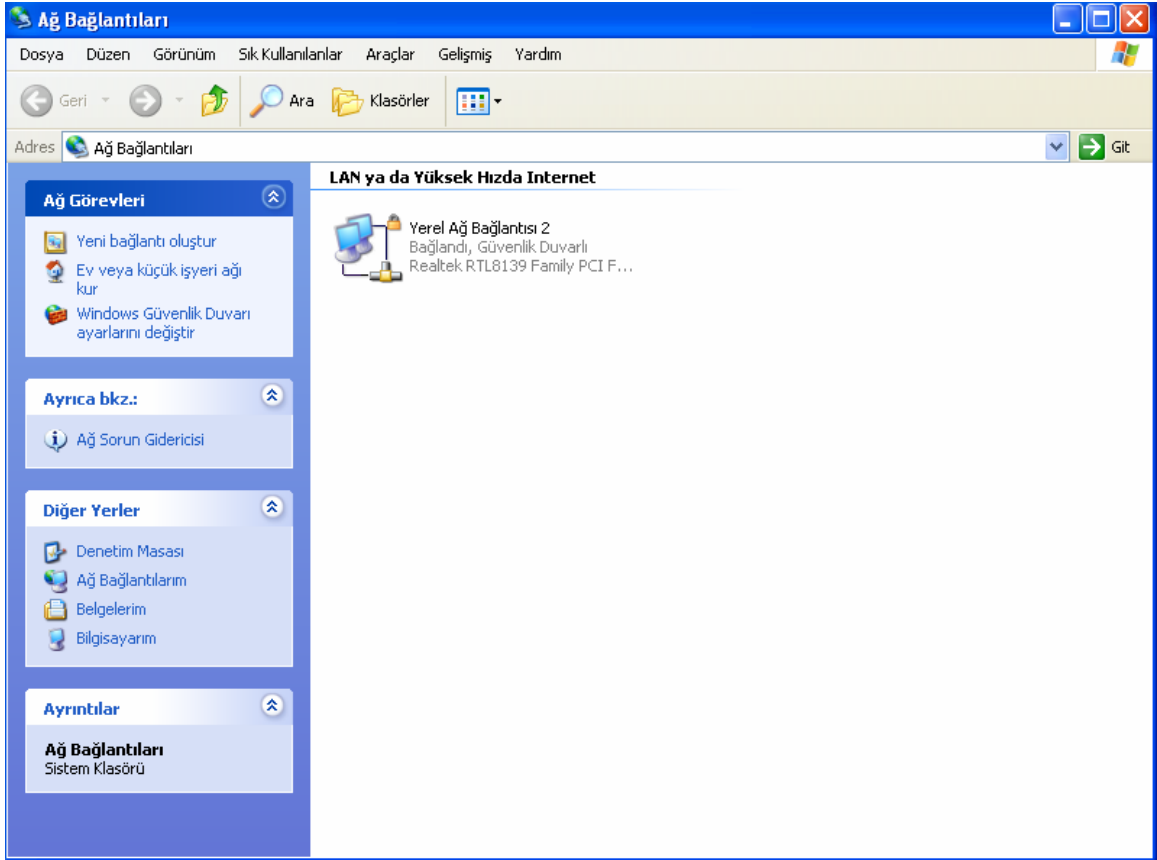 Ağ Bağlantıları
Dosya Düzen Görünüm Sık Kullanılanlar Araçlar Gelişmiş Yardım
Geri Ara Klasörler
Adres Ağ Bağlantıları Git
Ağ Görevleri
Yeni bağlantı oluştur
Ev veya küçük işyeri ağı
kur
Windows Güvenlik Duvarı
ayarlarını değiştir
Ayrıca bkz.:
Ağ Sorun Gidericisi
Diğer Yerler
Denetim Masası
Ağ Bağlantılarım
Belgelerim
Bilgisayarım
Ayrıntılar
Ağ Bağlantıları
Sistem Klasörü
LAN ya da Yüksek Hızda Internet
Yerel Ağ Bağlantısı 2
Bağlandı, Güvenlik Duvarlı
Realtek RTL8139 Family PCI F...